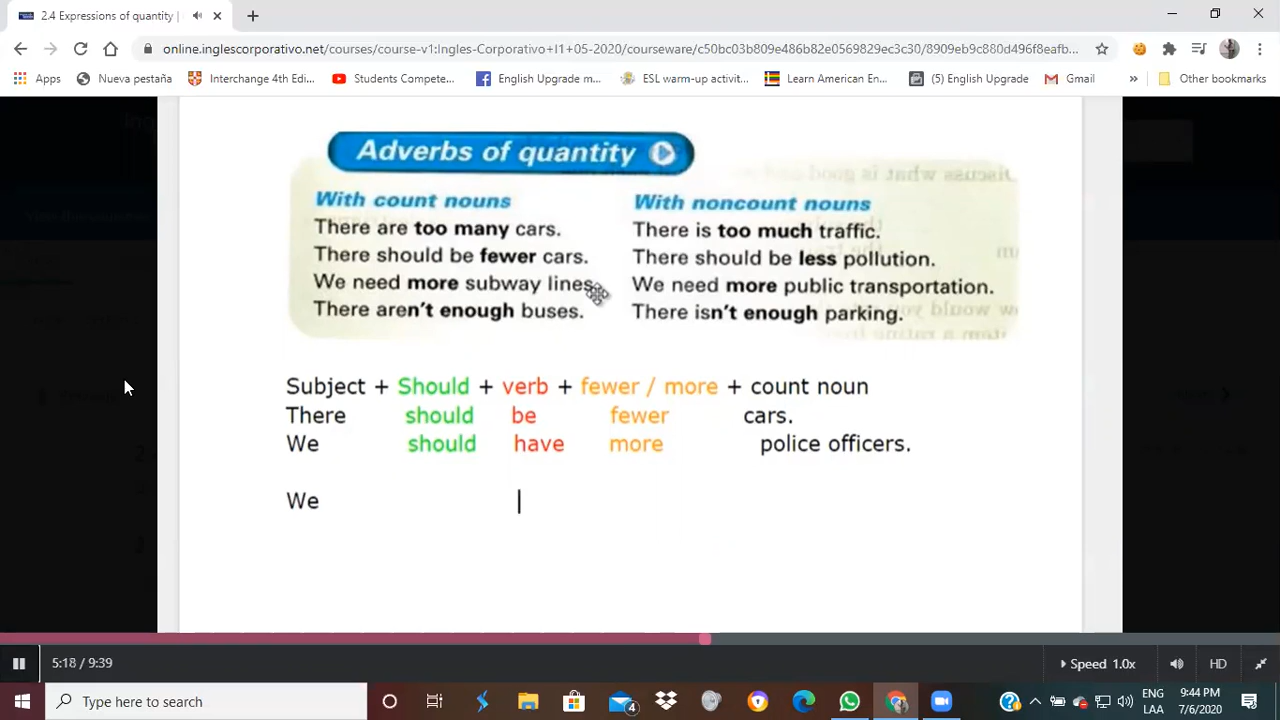 2.4 Expressions of quantity |
online.inglescorporativo.net/courses/course-v1:Ingles-Corporativo+I1+05-2020/courseware/c50bc03b809e486b82e0569829ec3c30/8909eb9c880d496f8eafb...
Apps Nueva pestaña Interchange 4th Edi... Students Compete... English Upgrade m... ESL warm-up activit... Learn American En... (5) English Upgrade Gmail » Other bookmarks
Adverbs of quantity
With count nouns
There are too many cars.
There should be fewer cars.
We need more subway lines.
There aren't enough buses.
With noncount nouns
There is too much traffic.
There should be less pollution.
We need more public transportation.
There isn't enough parking.
Subject + Should + verb + fewer / more + count noun
There should be fewer cars.
We should have more police officers.
We
5:18 / 9:39
Speed 1.0x
HD
Type here to search
4
ENG
LAA
9:44 PM
7/6/2020